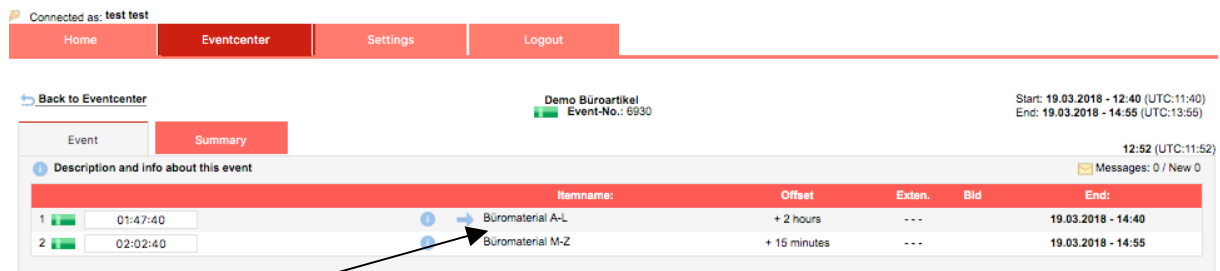 Connected as: test test
Home Eventcenter Settings Logout
Back to Eventcenter
Demo Büroartikel
Event-No.: 6930
Start: 19.03.2018 - 12:40 (UTC:11:40)
End: 19.03.2018 - 14:55 (UTC:13:55)
Event Summary
12:52 (UTC:11:52)
Description and info about this event Messages: 0 / New 0
Itemname: Offset Exten. Bid End:
1 01:47:40 Büromaterial A-L + 2 hours - - - 19.03.2018 - 14:40
2 02:02:40 Büromaterial M-Z + 15 minutes - - - 19.03.2018 - 14:55